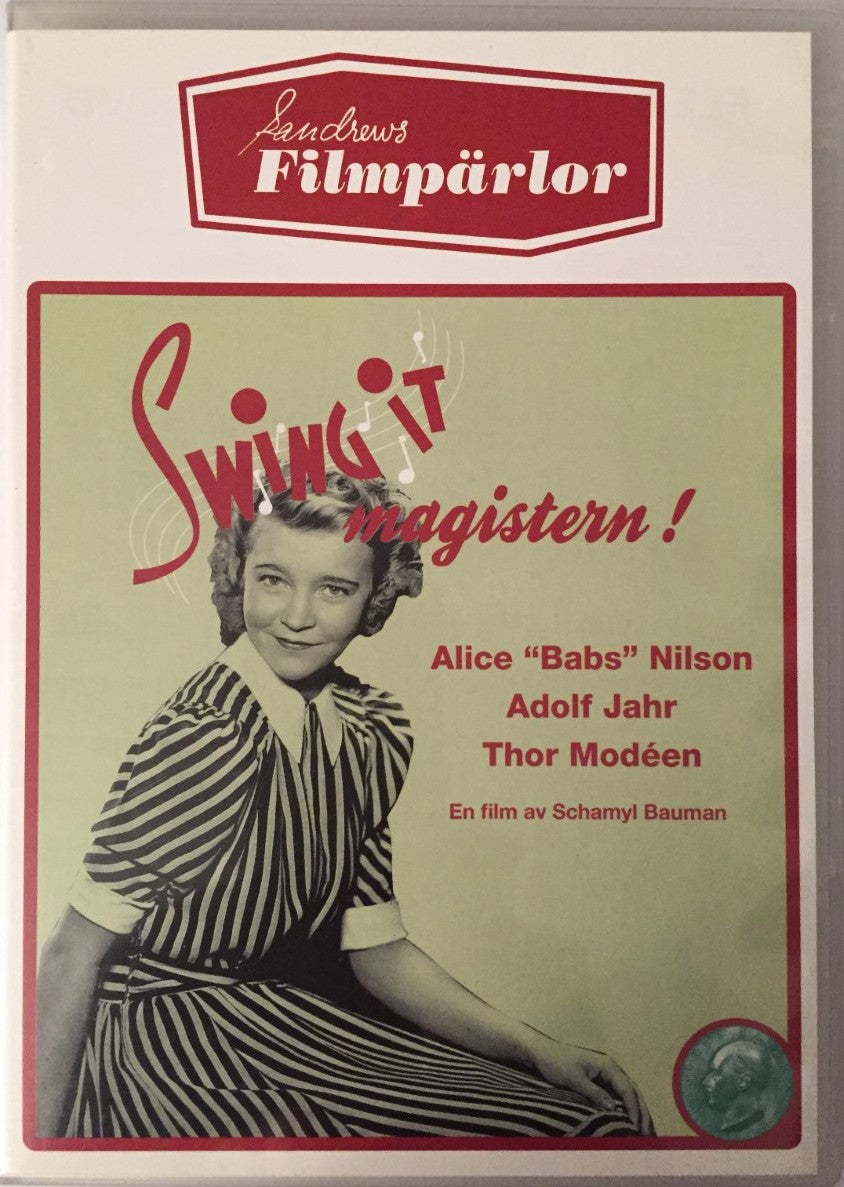 Sandrews
Filmpärlor
SWING IT
magistern!
Alice “Babs” Nilson
Adolf Jahr
Thor Modéen
En film av Schamyl Bauman